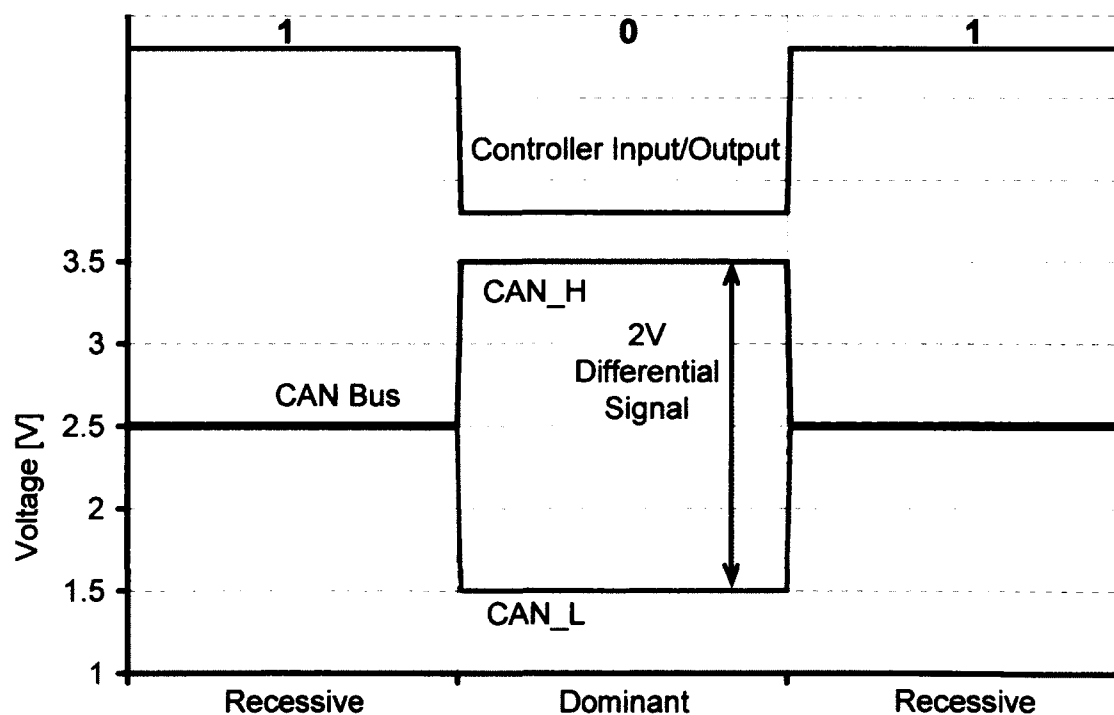 1 0 1
Controller Input/Output
3.5
CAN_H
3
2V
Differential
Signal
CAN Bus
2.5
Voltage [V]
2
1.5
CAN_L
1
Recessive Dominant Recessive